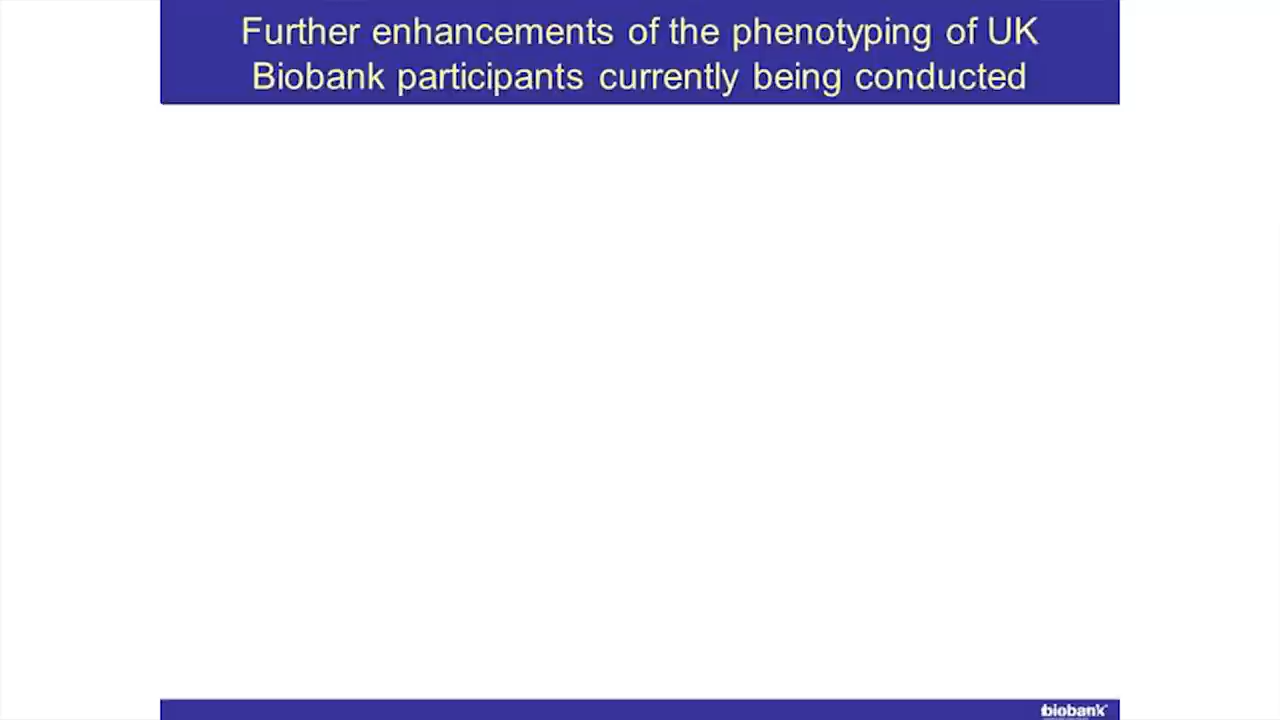 Further enhancements of the phenotyping of UK
Biobank participants currently being conducted
biobank